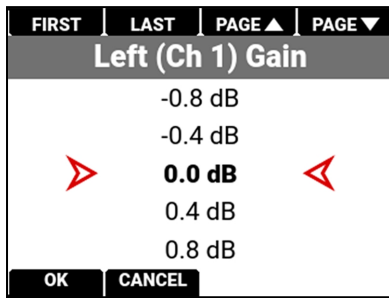 FIRST LAST PAGE▲ PAGE▼
Left (Ch 1) Gain
-0.8 dB
-0.4 dB
0.0 dB
0.4 dB
0.8 dB
OK CANCEL